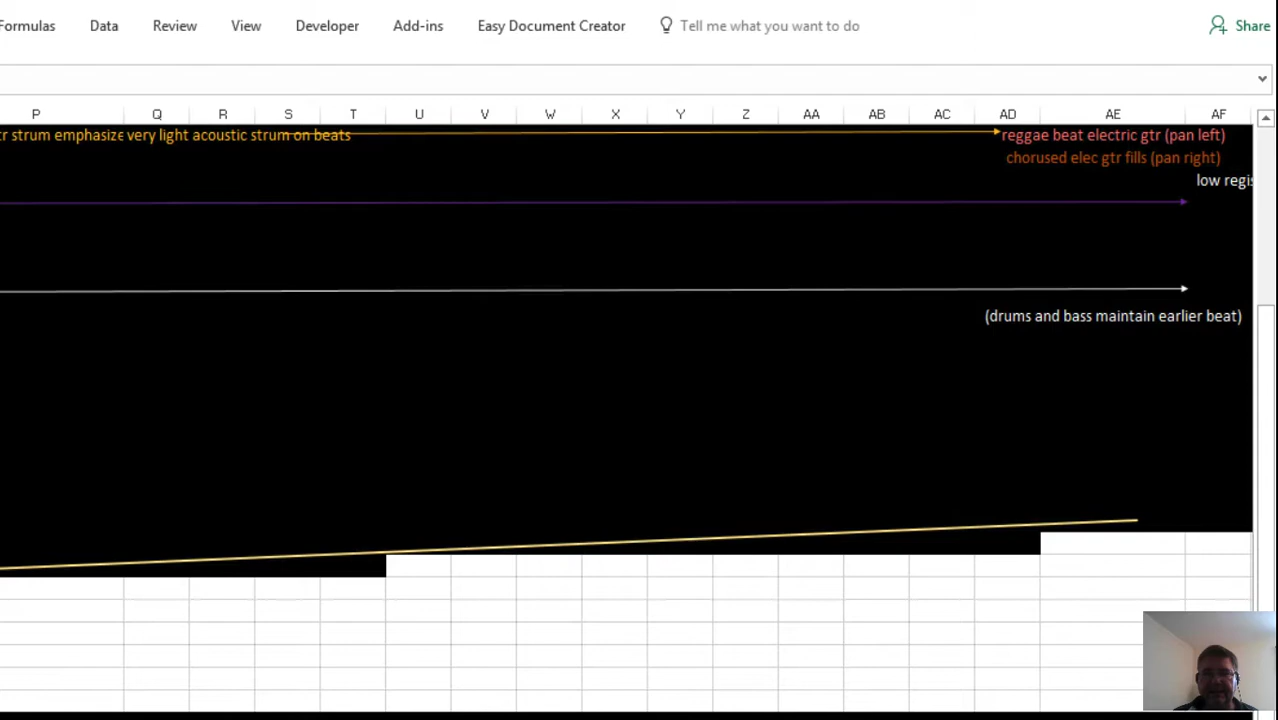 Formulas Data Review View Developer Add-ins Easy Document Creator Tell me what you want to do Share
P Q R S T U V W X Y Z AA AB AC AD AE AF
strum emphasize very light acoustic strum on beats reggae beat electric gtr (pan left)
chorused elec gtr fills (pan right)
low
(drums and bass maintain earlier beat)